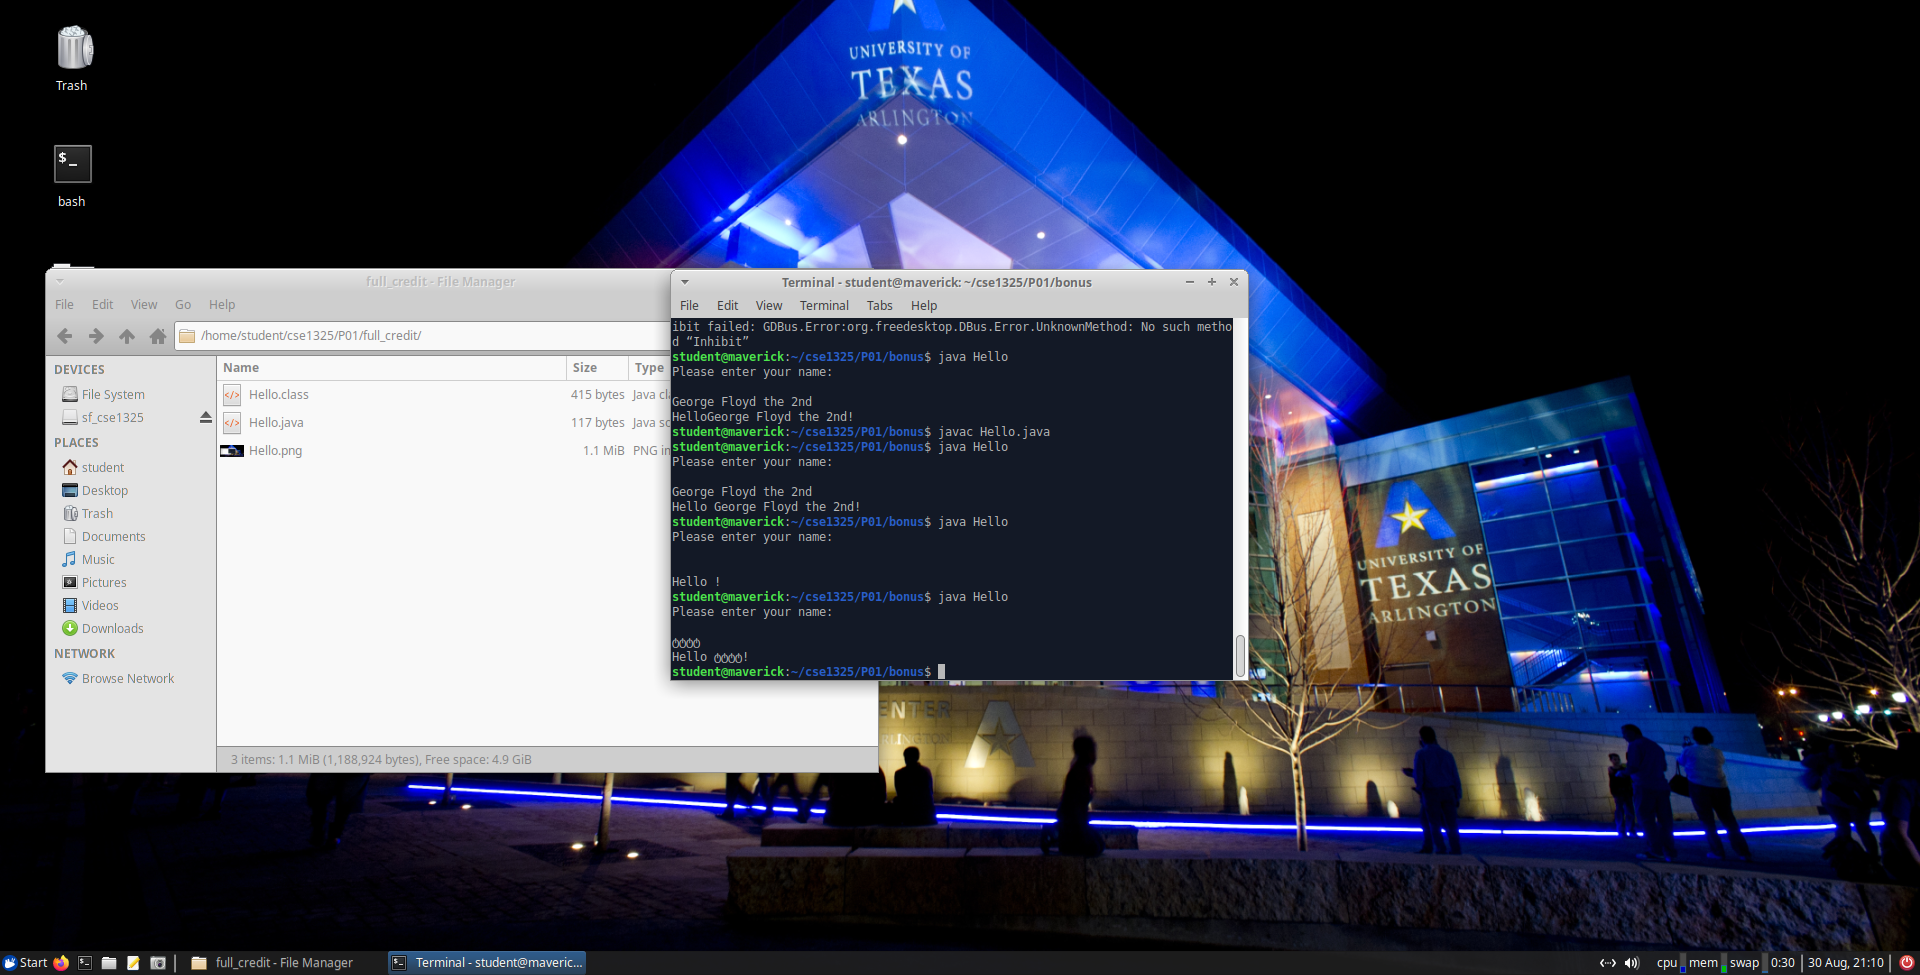 Trash
$_
bash
UNIVERSITY OF
TEXAS
ARLINGTON
full_credit - File Manager
File Edit View Go Help
/home/student/cse1325/P01/full_credit/
DEVICES
File System
sf_cse1325
PLACES
student
Desktop
Trash
Documents
Music
Pictures
Videos
Downloads
NETWORK
Browse Network
Name Size Type
Hello.class 415 bytes Java cl
Hello.java 117 bytes Java so
Hello.png 1.1 MiB PNG in
3 items: 1.1 MiB (1,188,924 bytes), Free space: 4.9 GiB
Terminal - student@maverick: ~/cse1325/P01/bonus
File Edit View Terminal Tabs Help
ibit failed: GDBus.Error:org.freedesktop.DBus.Error.UnknownMethod: No such metho
d “Inhibit”
student@maverick:~/cse1325/P01/bonus$ java Hello
Please enter your name:
George Floyd the 2nd
HelloGeorge Floyd the 2nd!
student@maverick:~/cse1325/P01/bonus$ javac Hello.java
student@maverick:~/cse1325/P01/bonus$ java Hello
Please enter your name:
George Floyd the 2nd
Hello George Floyd the 2nd!
student@maverick:~/cse1325/P01/bonus$ java Hello
Please enter your name:
Hello !
student@maverick:~/cse1325/P01/bonus$ java Hello
Please enter your name:
Hello
student@maverick:~/cse1325/P01/bonus$
UNIVERSITY OF
TEXAS
ARLINGTON
ENTER
ARLINGTON
Start
full_credit - File Manager
Terminal - student@maveric...
cpu mem swap 0:30 30 Aug, 21:10